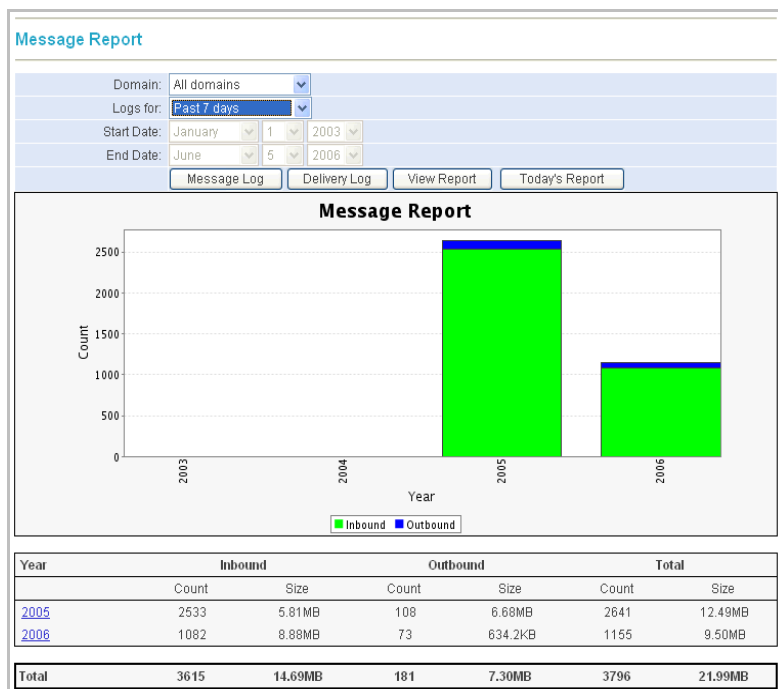 Message Report
Domain: All domains
Logs for: Past 7 days
Start Date: January 1 2003
End Date: June 5 2006
Message Log Delivery Log View Report Today's Report
Message Report
2500
2000
1500
1000
500
0
Count
2003 2004 2005 2006
Year
Inbound Outbound
Year Inbound Outbound Total
Count Size Count Size Count Size
2005 2533 5.81MB 108 6.68MB 2641 12.49MB
2006 1082 8.88MB 73 634.2KB 1155 9.50MB
Total 3615 14.69MB 181 7.30MB 3796 21.99MB